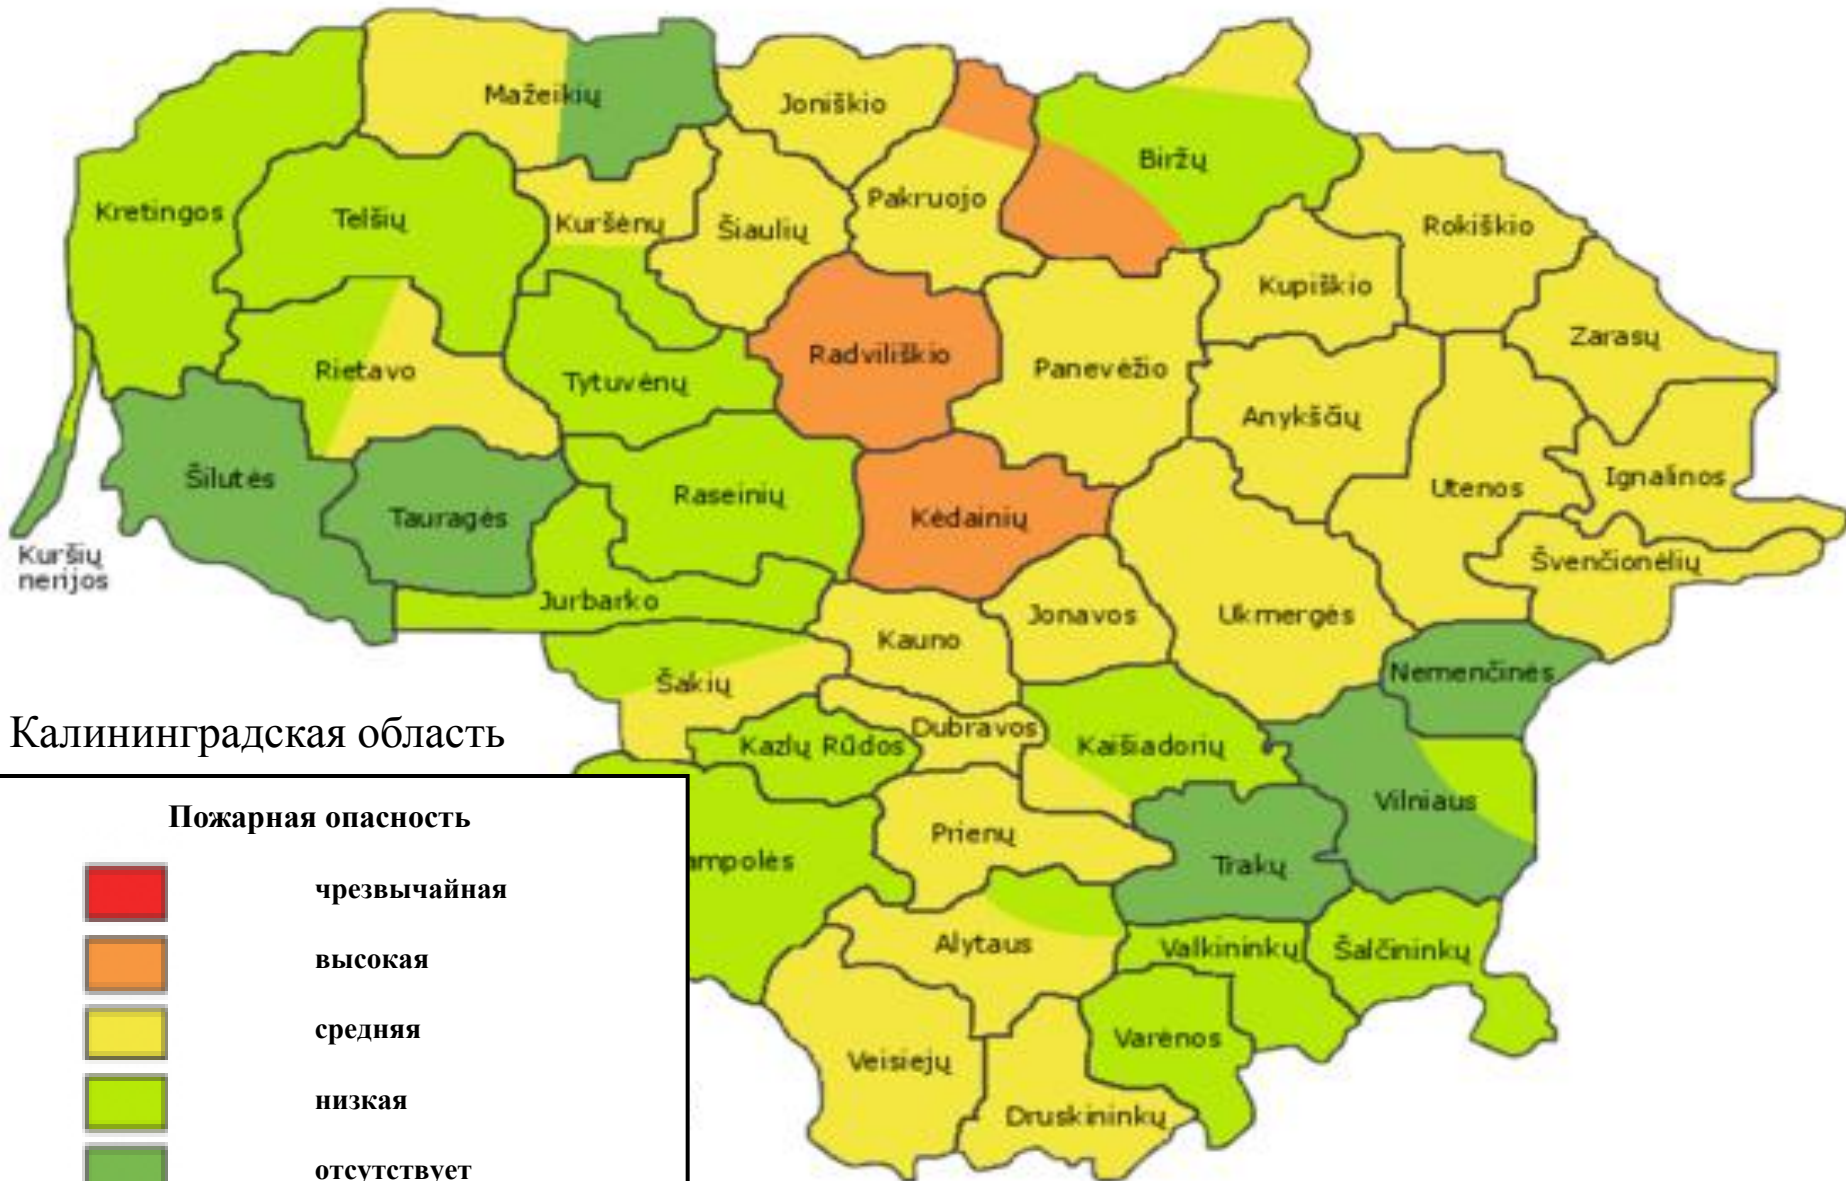 Mažeikių
Joniškio
Biržų
Kretingos
Telšių
Kuršėnų
Šiaulių
Pakruojo
Rokiškio
Kupiškio
Zarasų
Rietavo
Tytuvėnų
Radviliškio
Panevėžio
Anykščių
Šilutės
Tauragės
Raseinių
Kėdainių
Utenos
Ignalinos
Kuršių
nerijos
Švenčionėlių
Jurbarko
Kauno
Jonavos
Ukmergės
Šakių
Nemenčinės
Калининградская область
Kazlų Rūdos
Dubravos
Kaišiadorių
Vilniaus
Prienų
ampolės
Trakų
Alytaus
Valkininkų
Šalčininkų
Varėnos
Veisiejų
Druskininkų
Пожарная опасность
чрезвычайная
высокая
средняя
низкая
отсутствует